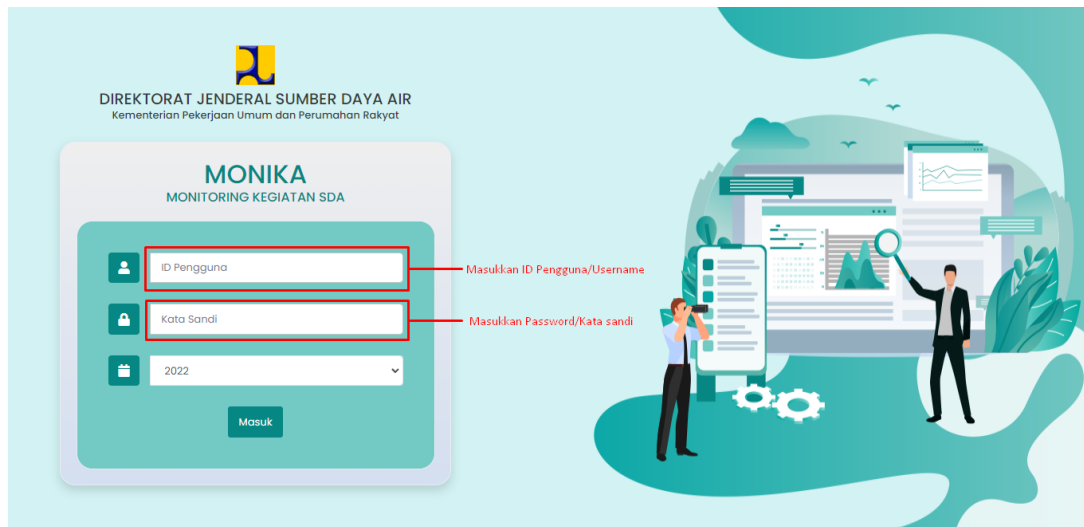 DIREKTORAT JENDERAL SUMBER DAYA AIR
Kementerian Pekerjaan Umum dan Perumahan Rakyat
MONIKA
MONITORING KEGIATAN SDA
ID Pengguna
Masukkan ID Pengguna/Username
Kata Sandi
Masukkan Password/Kata sandi
2022
Masuk